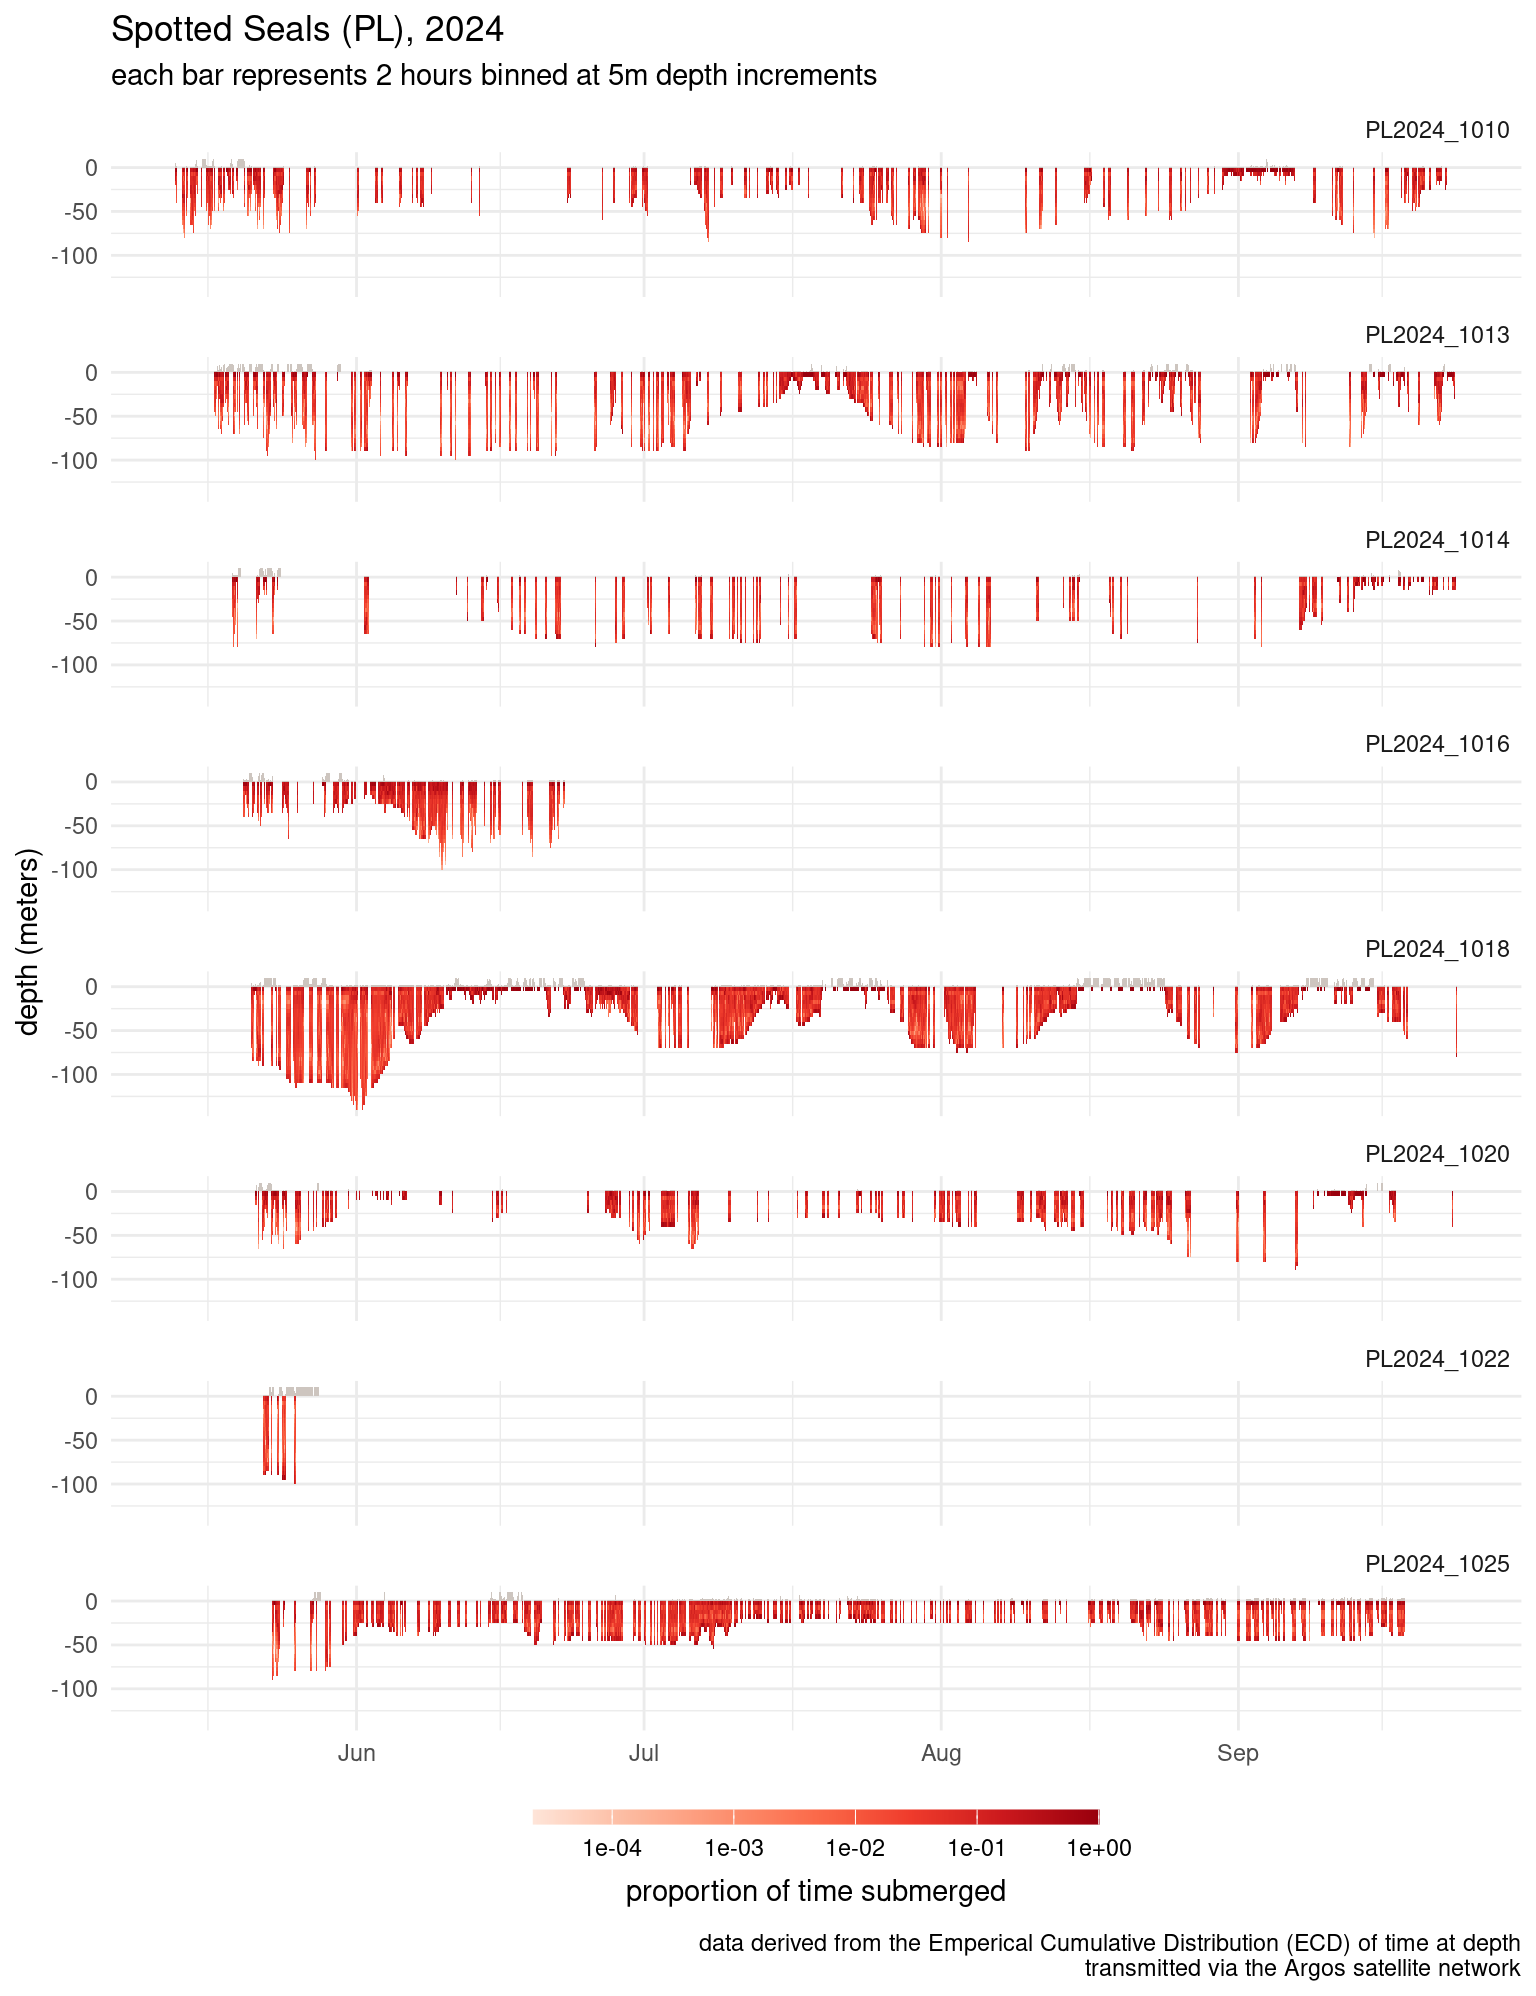 Spotted Seals (PL), 2024
each bar represents 2 hours binned at 5m depth increments
PL2024_1010
0
-50
-100
PL2024_1013
0
-50
-100
PL2024_1014
0
-50
-100
PL2024_1016
0
-50
-100
PL2024_1018
0
-50
-100
PL2024_1020
0
-50
-100
PL2024_1022
0
-50
-100
PL2024_1025
0
-50
-100
depth (meters)
Jun Jul Aug Sep
1e-04 1e-03 1e-02 1e-01 1e+00
proportion of time submerged
data derived from the Emperical Cumulative Distribution (ECD) of time at depth
transmitted via the Argos satellite network